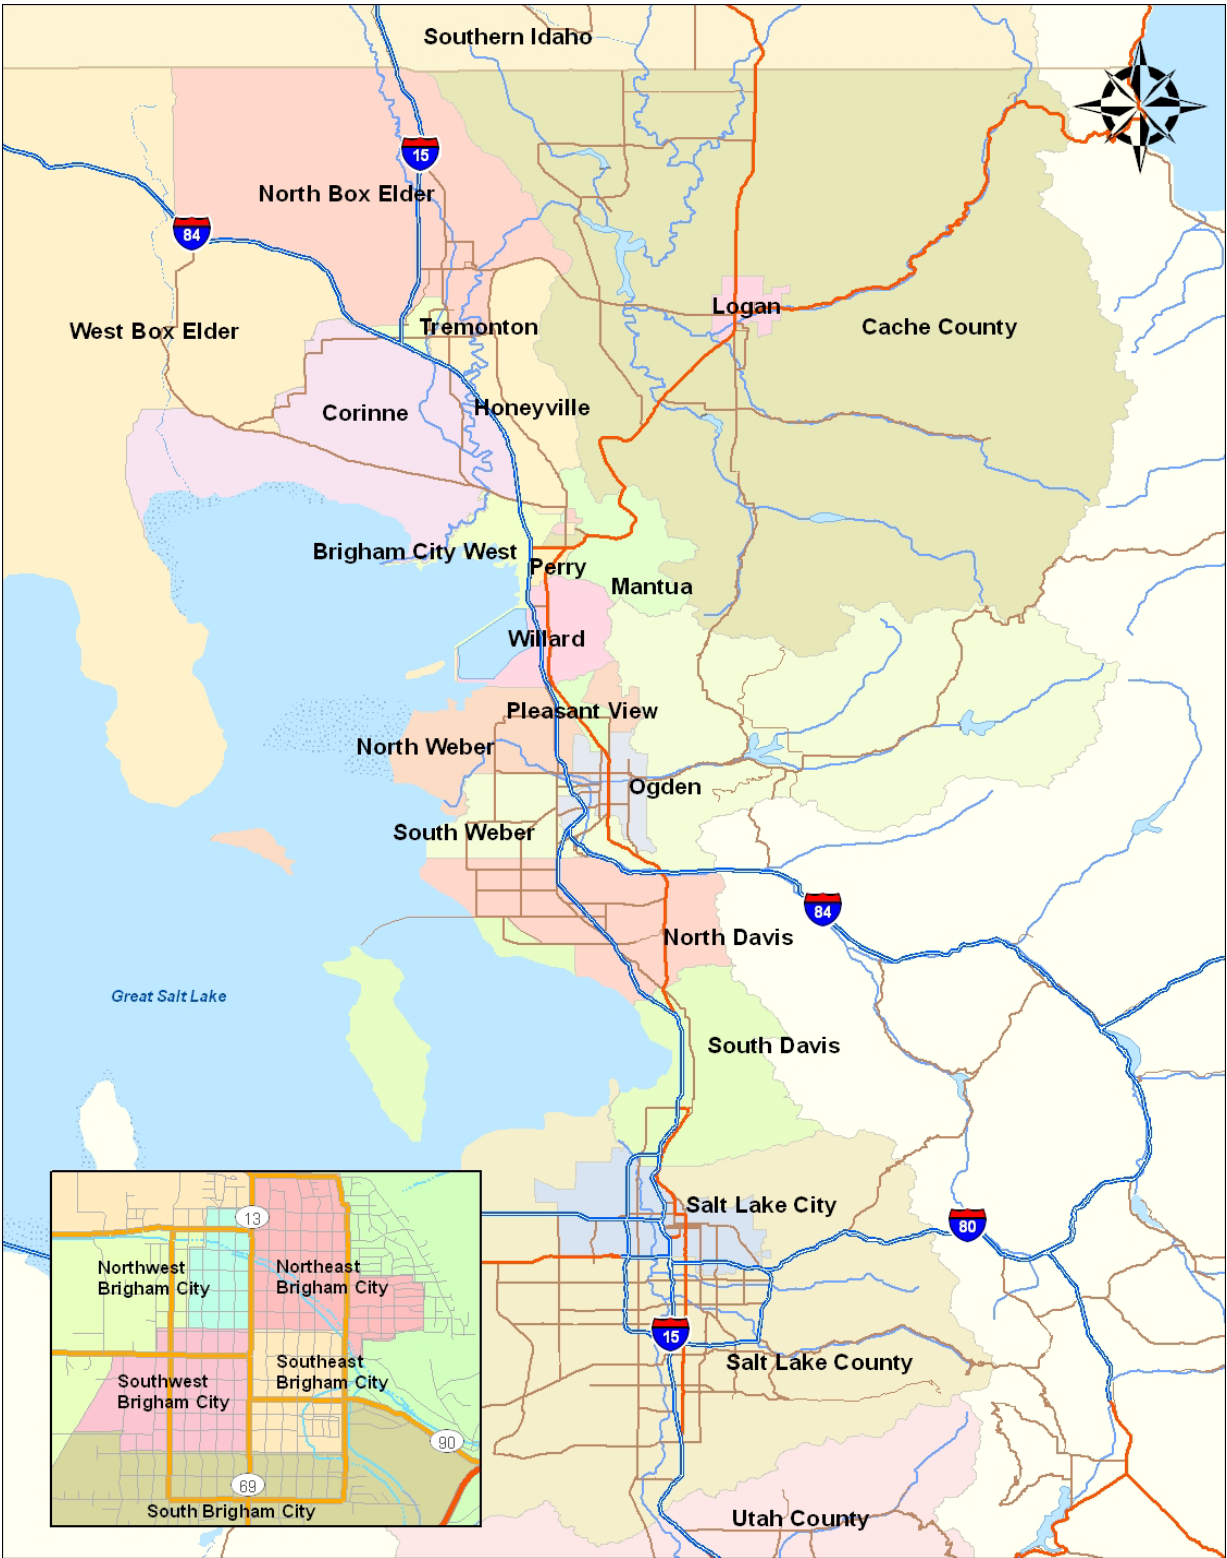 Southern Idaho
15
North Box Elder
84
Logan
Tremonton
Cache County
West Box Elder
Corinne
Honeyville
Brigham City West
Perry
Mantua
Willard
Pleasant View
North Weber
Ogden
South Weber
84
North Davis
Great Salt Lake
South Davis
Salt Lake City
80
15
Salt Lake County
Utah County
13
Northwest
Brigham City
Northeast
Brigham City
Southeast
Brigham City
Southwest
Brigham City
90
69
South Brigham City